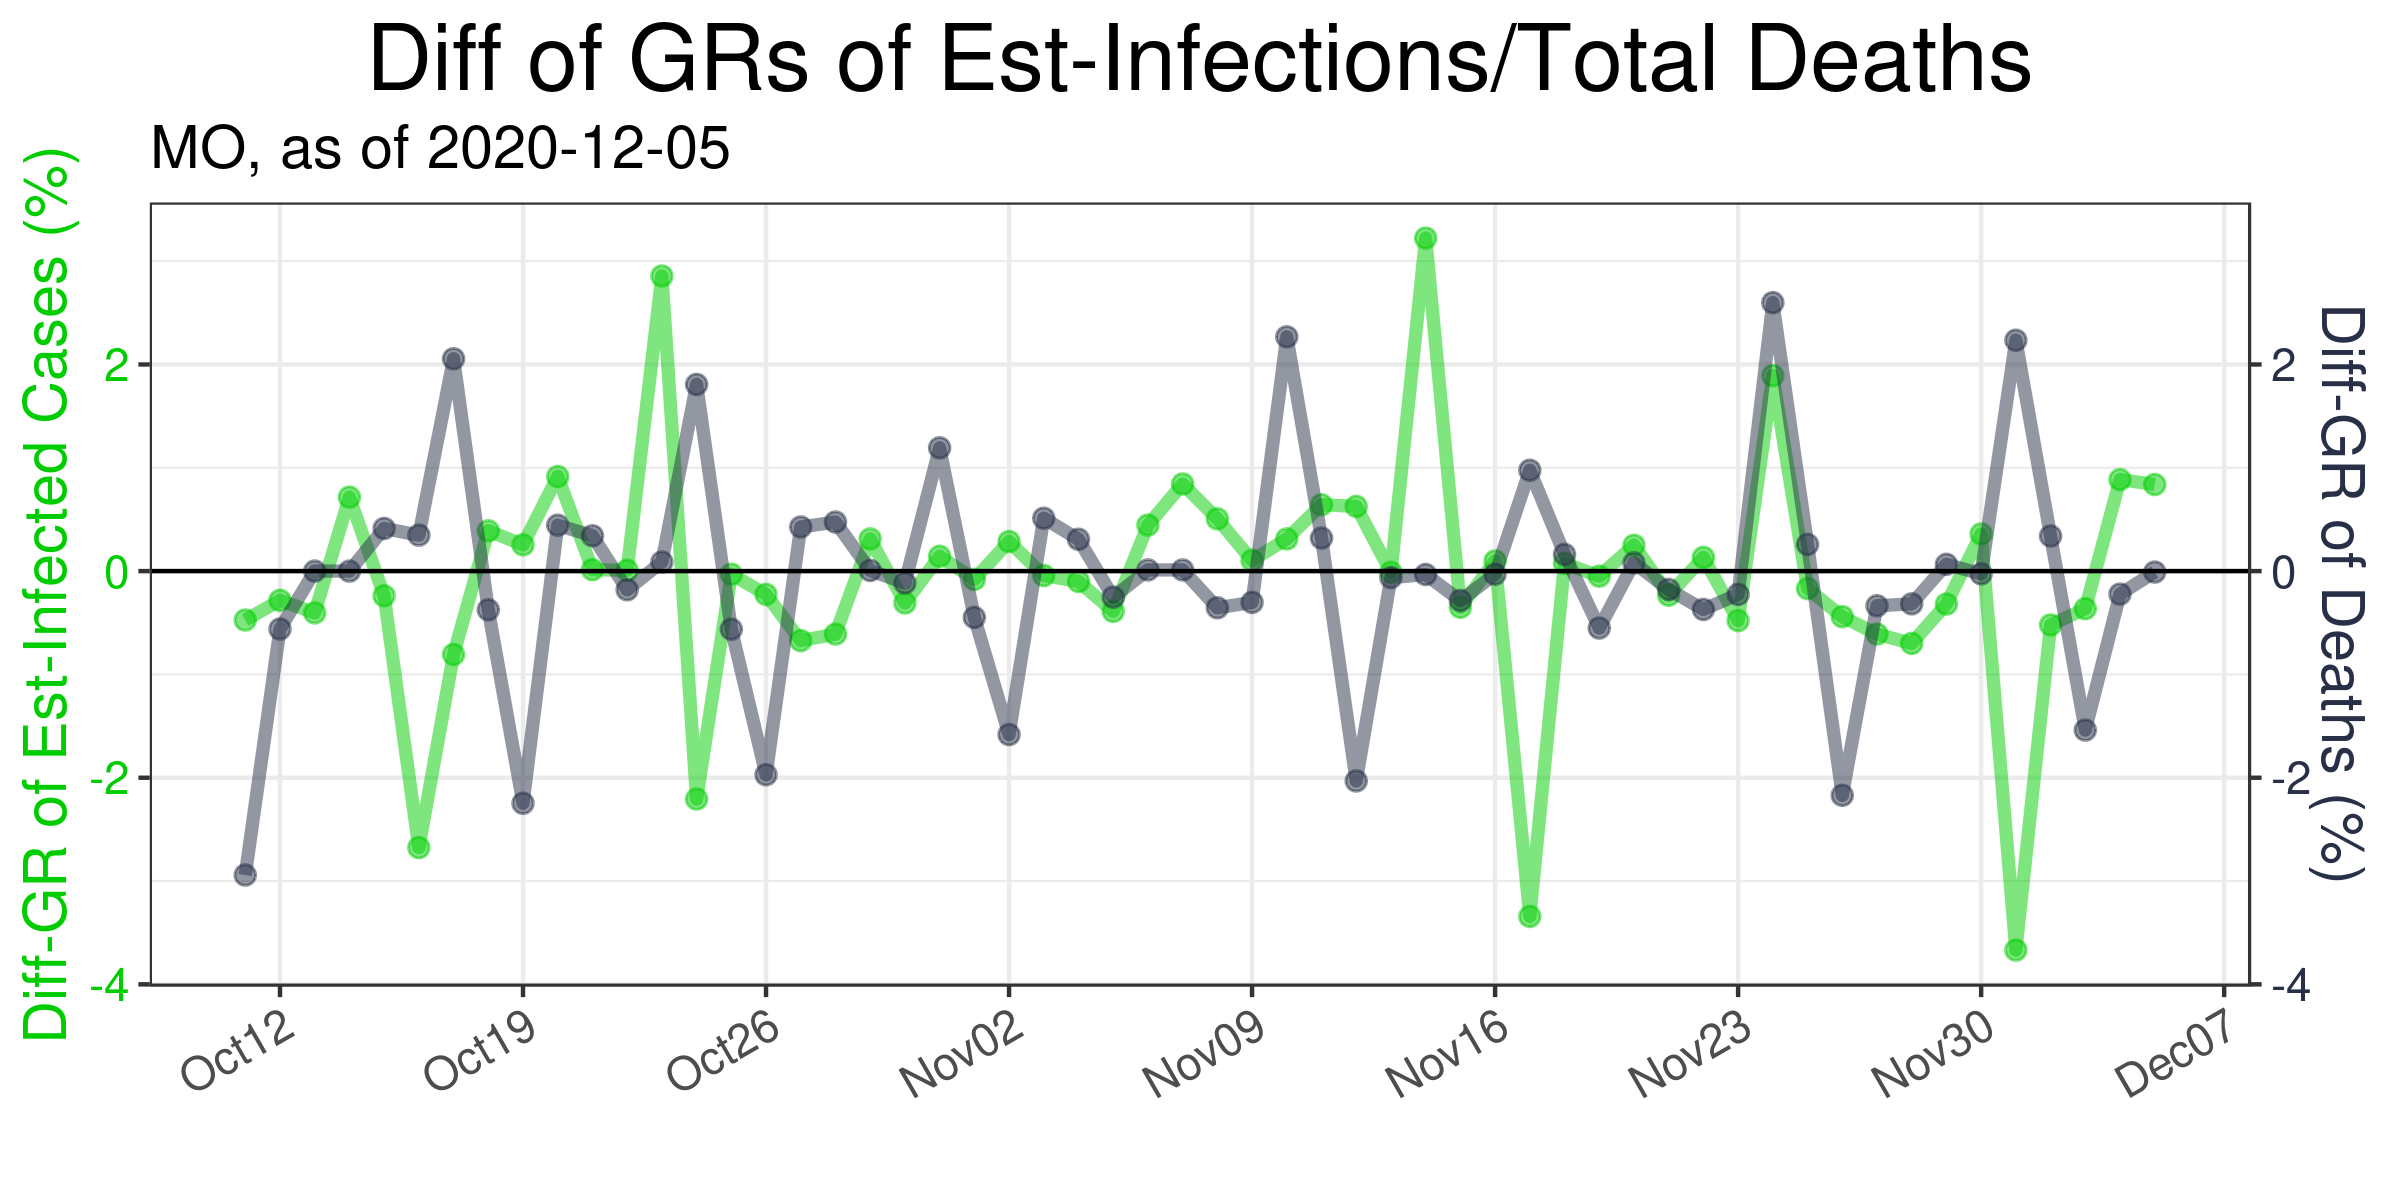 Diff of GRs of Est-Infections/Total Deaths
MO, as of 2020-12-05
Diff-GR of Est-Infected Cases (%)
2
0
-2
-4
2
0
-2
-4
Diff-GR of Deaths (%)
Oct12
Oct19
Oct26
Nov02
Nov09
Nov16
Nov23
Nov30
Dec07